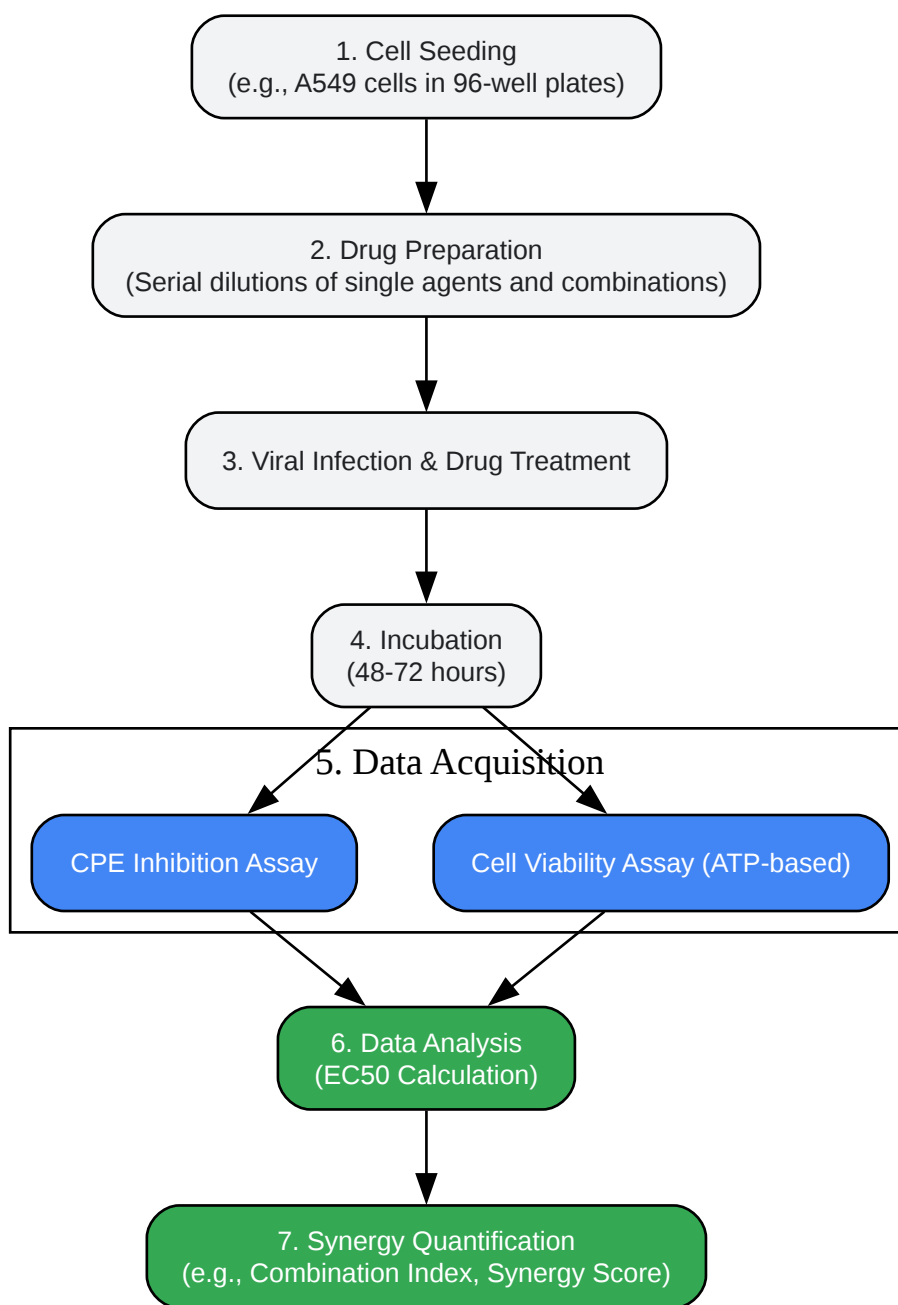 1. Cell Seeding
(e.g., A549 cells in 96-well plates)
2. Drug Preparation
(Serial dilutions of single agents and combinations)
3. Viral Infection & Drug Treatment
4. Incubation
(48-72 hours)
5. Data Acquisition
CPE Inhibition Assay
Cell Viability Assay (ATP-based)
6. Data Analysis
(EC50 Calculation)
7. Synergy Quantification
(e.g., Combination Index, Synergy Score)